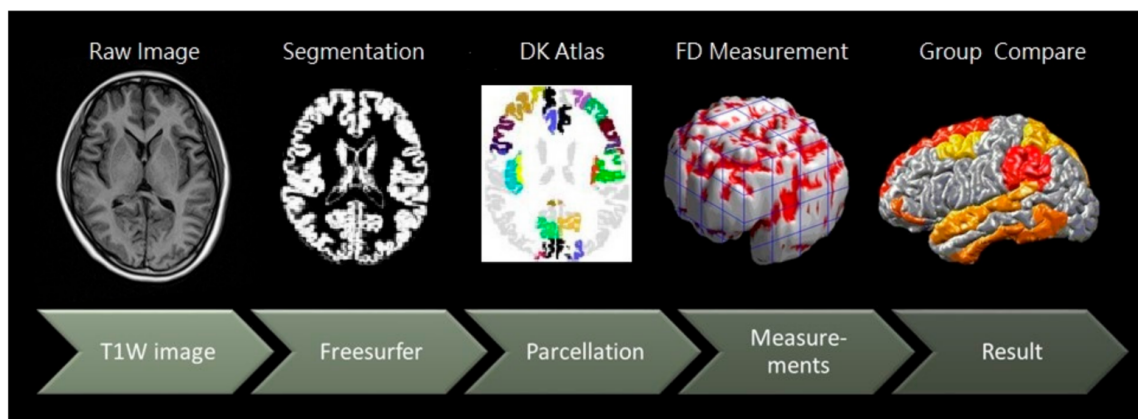 Raw Image
Segmentation
DK Atlas
FD Measurement
Group Compare
T1W image
Freesurfer
Parcellation
Measure-
ments
Result